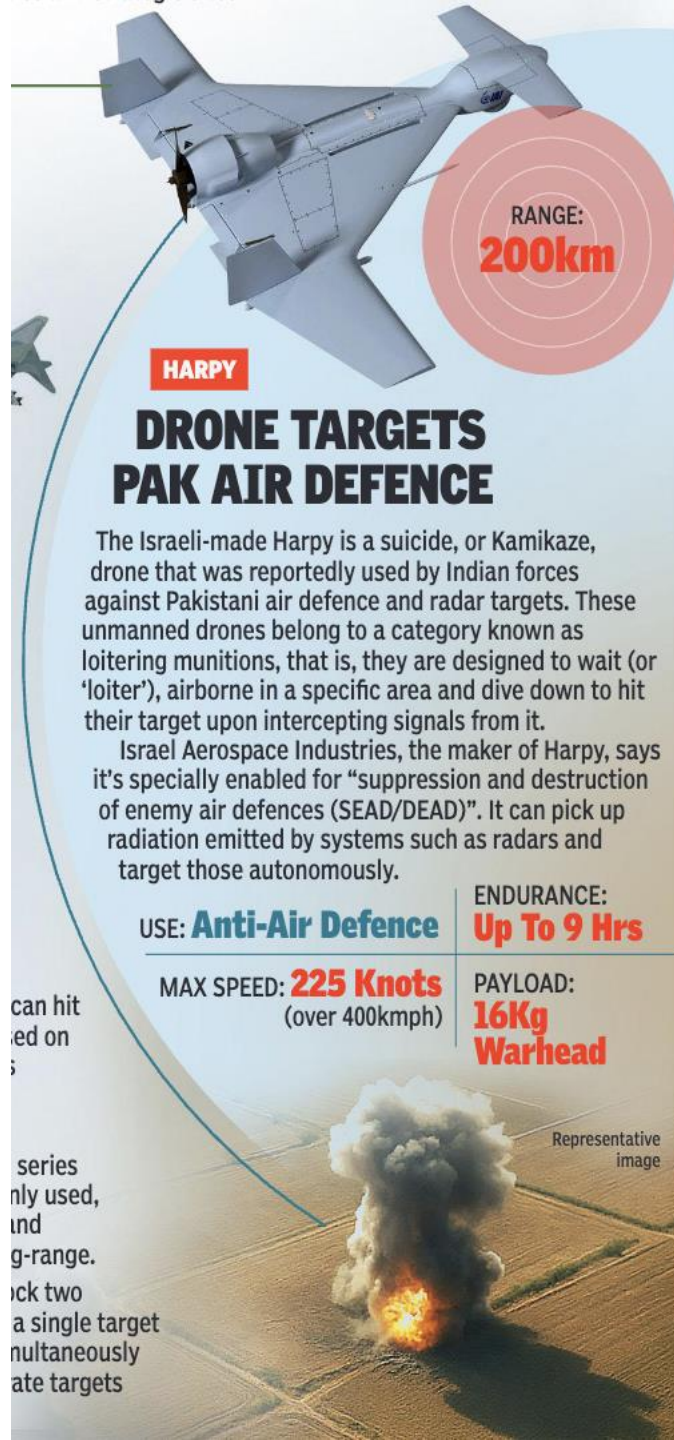 RANGE:
200km
HARPY
DRONE TARGETS
PAK AIR DEFENCE
The Israeli-made Harpy is a suicide, or Kamikaze,
drone that was reportedly used by Indian forces
against Pakistani air defence and radar targets. These
unmanned drones belong to a category known as
loitering munitions, that is, they are designed to wait (or
‘loiter’), airborne in a specific area and dive down to hit
their target upon intercepting signals from it.
Israel Aerospace Industries, the maker of Harpy, says
it’s specially enabled for “suppression and destruction
of enemy air defences (SEAD/DEAD)”. It can pick up
radiation emitted by systems such as radars and
target those autonomously.
USE: Anti-Air Defence
MAX SPEED: 225 Knots
(over 400kmph)
ENDURANCE:
Up To 9 Hrs
PAYLOAD:
16Kg
Warhead
Representative
image
can hit
on
series
used,
g-range.
two
a single target
targets